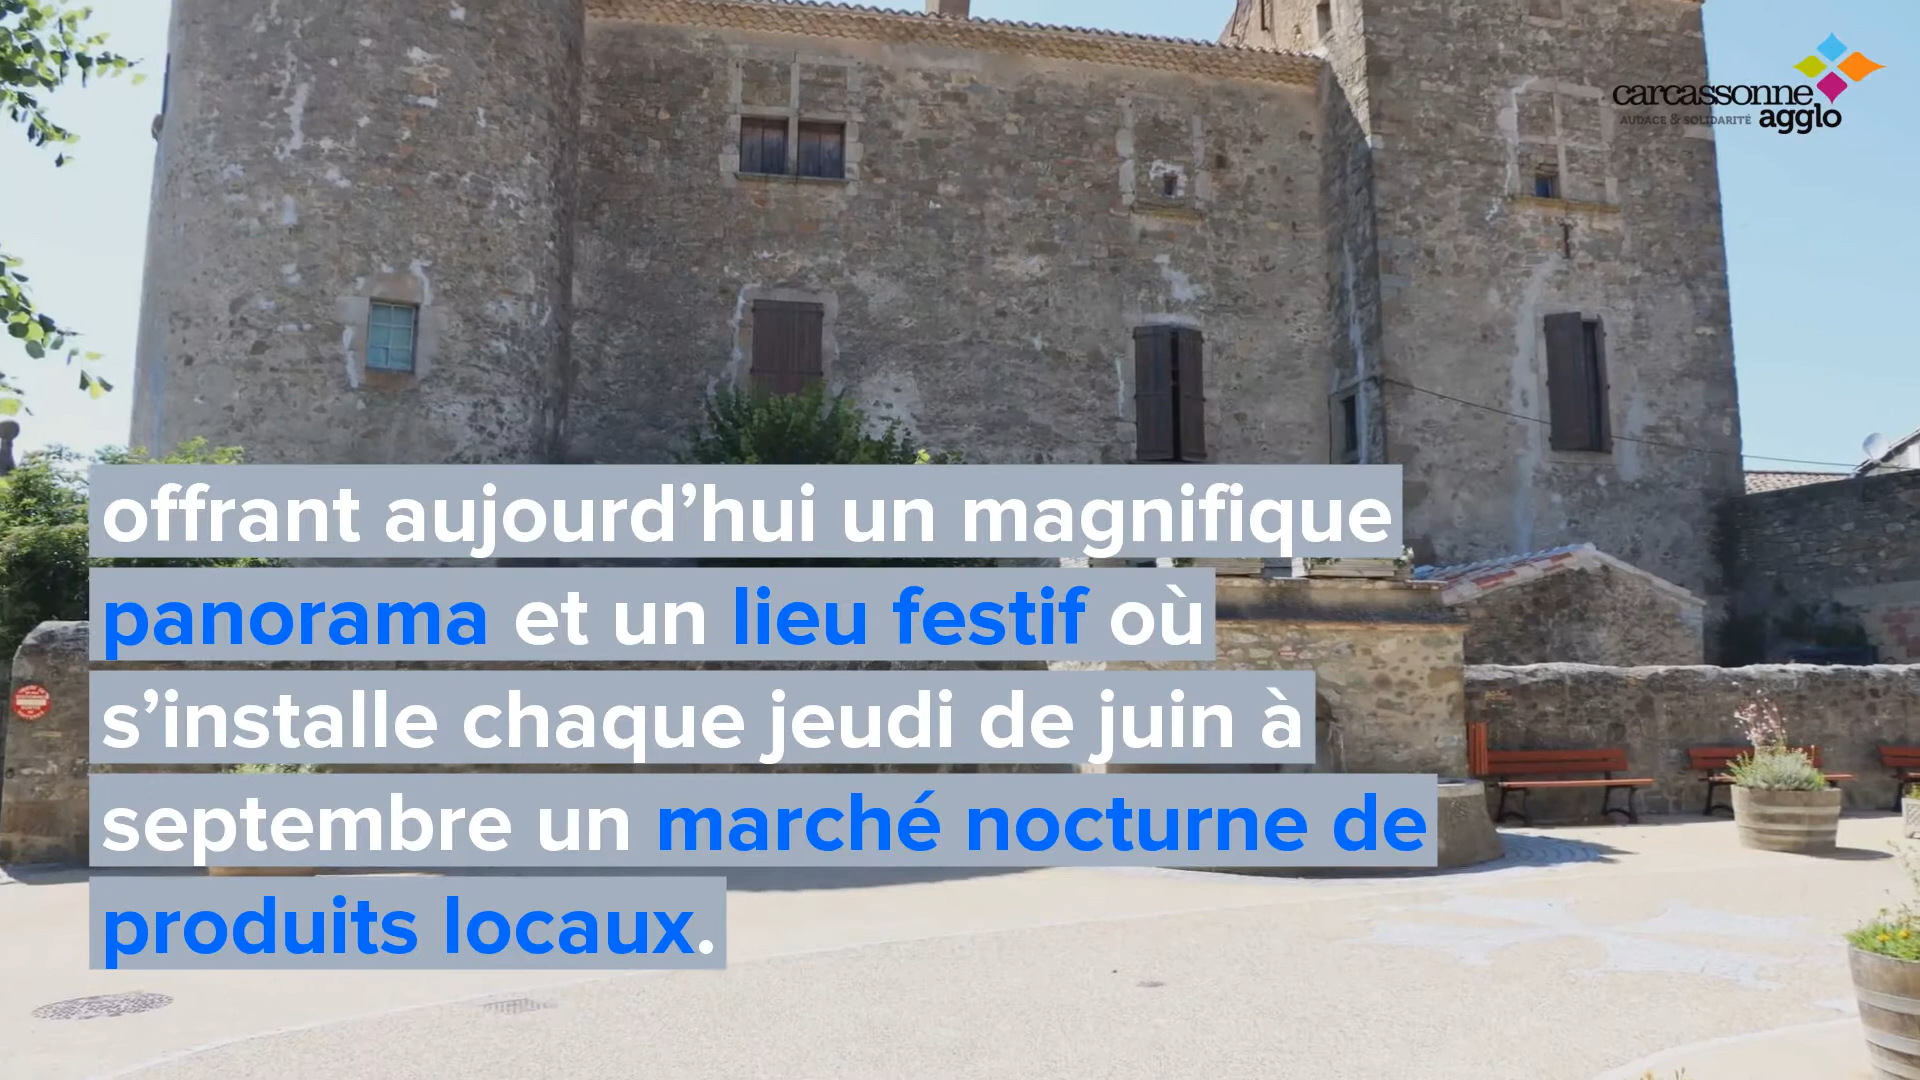 carcassonne
agglo
AUDACE & SOLIDARITÉ
offrant aujourd’hui un magnifique
panorama et un lieu festif où
s’installe chaque jeudi de juin à
septembre un marché nocturne de
produits locaux.